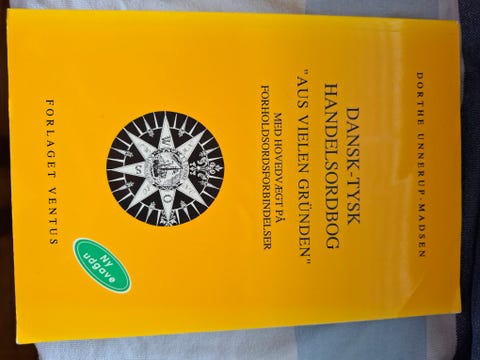 DORTHE UNNERUP-MADSEN
DANSK-TYSK
HANDELSORDBOG
"AUS VIELEN GRÜNDEN"
MED HOVEDVÆGT PÅ
FORHOLDSORDSFORBINDELSER
W
S
O
FORLAGET VENTUS
Ny
udgave